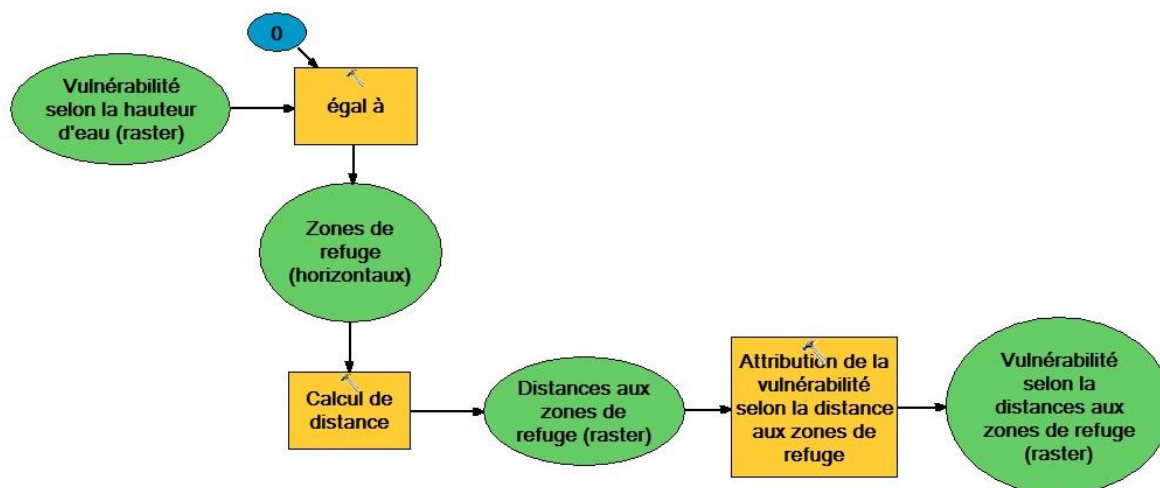 0
Vulnérabilité
selon la hauteur
d'eau (raster)
égal à
Zones de
refuge
(horizontaux)
Calcul de
distance
Distances aux
zones de
refuge (raster)
Attribution de la
vulnérabilité
selon la distance
aux zones de
refuge
Vulnérabilité
selon la
distances aux
zones de refuge
(raster)